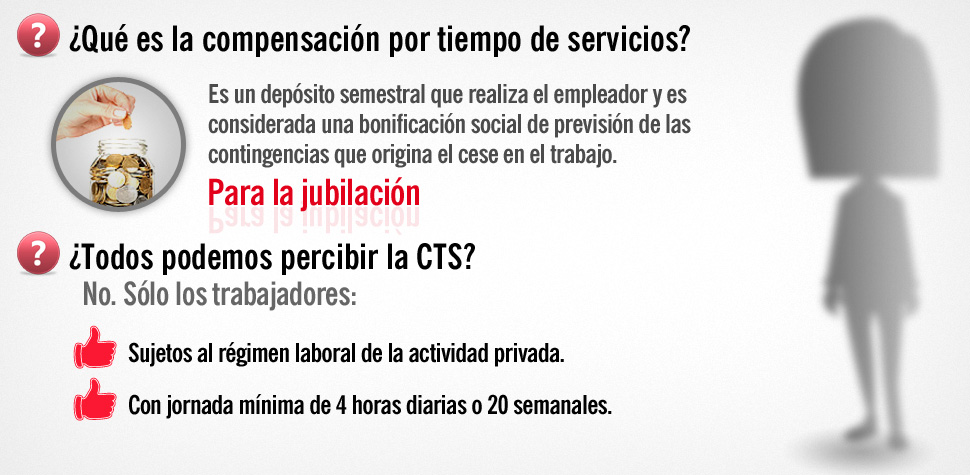 ? ¿Qué es la compensación por tiempo de servicios?
Es un depósito semestral que realiza el empleador y es
considerada una bonificación social de previsión de las
contingencias que origina el cese en el trabajo.
Para la jubilación
? ¿Todos podemos percibir la CTS?
No. Sólo los trabajadores:
Sujetos al régimen laboral de la actividad privada.
Con jornada mínima de 4 horas diarias o 20 semanales.